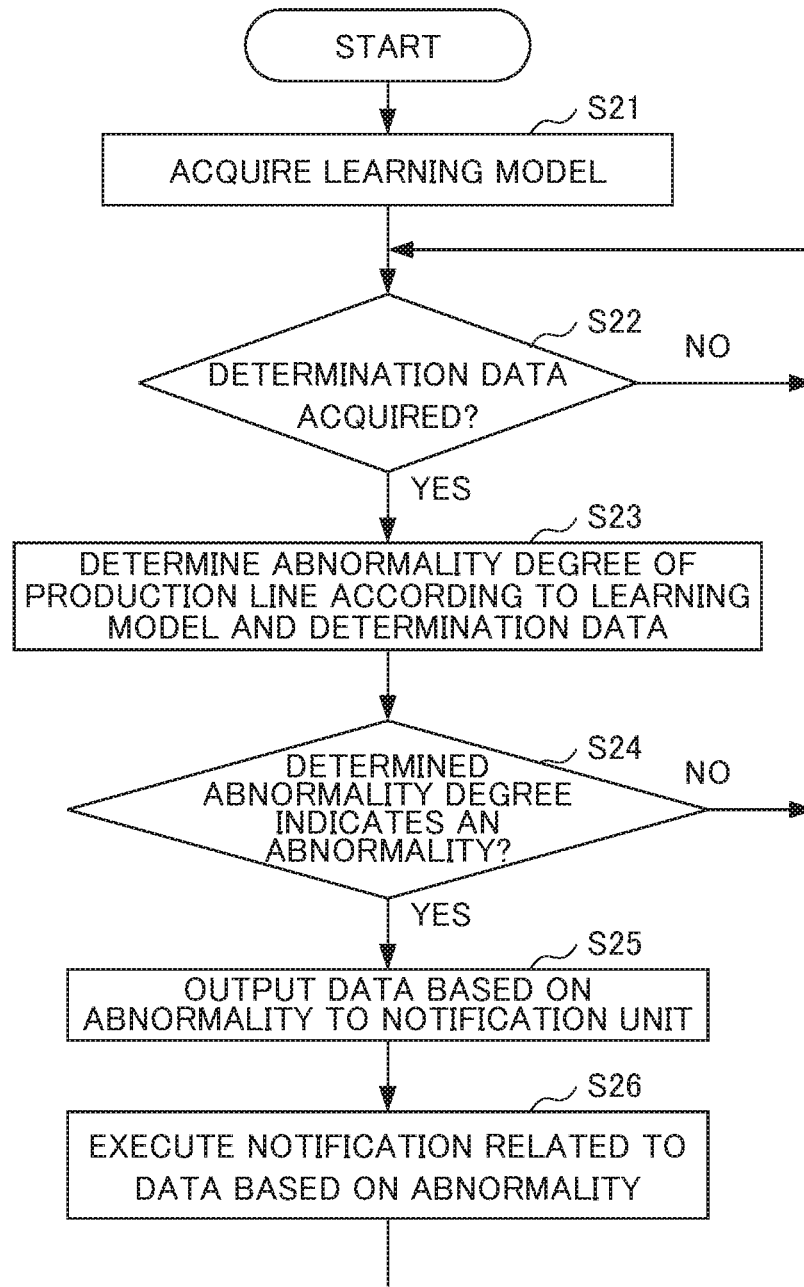 START
S21
ACQUIRE LEARNING MODEL
S22
DETERMINATION DATA
ACQUIRED?
NO
YES
S23
DETERMINE ABNORMALITY DEGREE OF
PRODUCTION LINE ACCORDING TO LEARNING
MODEL AND DETERMINATION DATA
S24
DETERMINED
ABNORMALITY DEGREE
INDICATES AN
ABNORMALITY?
NO
YES
S25
OUTPUT DATA BASED ON
ABNORMALITY TO NOTIFICATION UNIT
S26
EXECUTE NOTIFICATION RELATED TO
DATA BASED ON ABNORMALITY